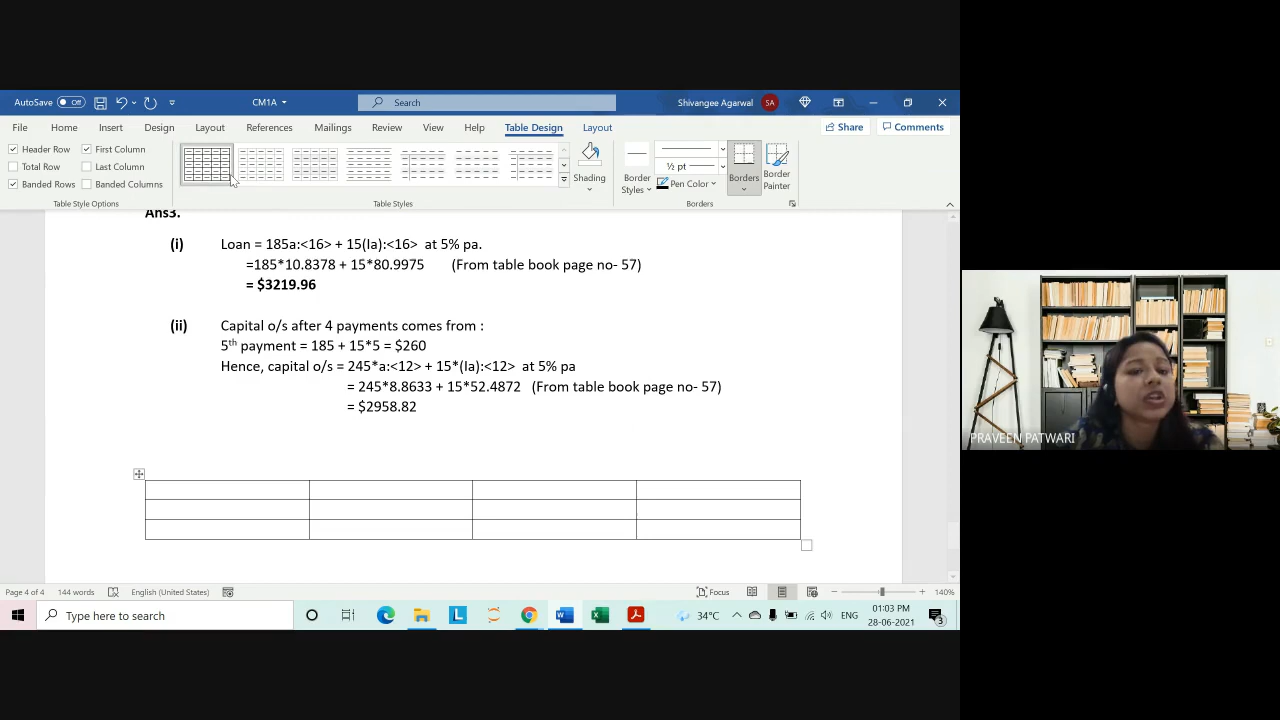 AutoSave Off CM1A Search Shivangee Agarwal SA
File Home Insert Design Layout References Mailings Review View Help Table Design Layout Share Comments
Header Row First Column
Total Row Last Column
Banded Rows Banded Columns
Shading
Border Styles
½ pt
Pen Color
Borders
Border Painter
Table Style Options Table Styles Borders
Ans3.
(i) Loan = 185a:<16> + 15(Ia):<16> at 5% pa.
=185*10.8378 + 15*80.9975 (From table book page no- 57)
= $3219.96
(ii) Capital o/s after 4 payments comes from :
5th payment = 185 + 15*5 = $260
Hence, capital o/s = 245*a:<12> + 15*(Ia):<12> at 5% pa
= 245*8.8633 + 15*52.4872 (From table book page no- 57)
= $2958.82
PRAVEEN PATWARI
Page 4 of 4 144 words English (United States) Focus 140%
Type here to search 34°C ENG 01:03 PM
28-06-2021 3